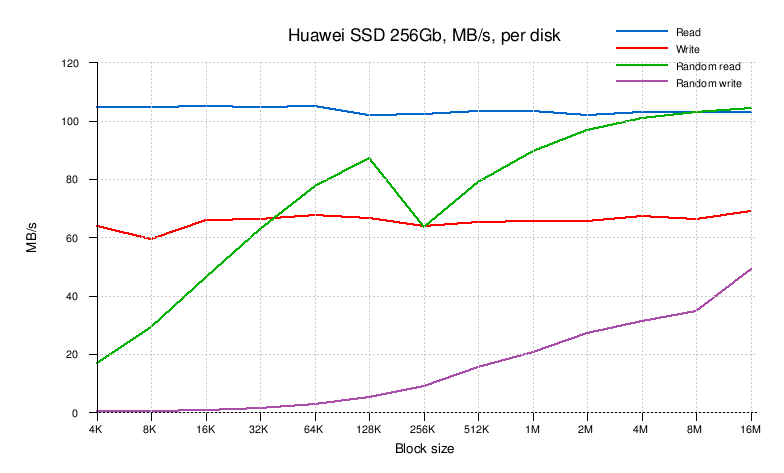 Huawei SSD 256Gb, MB/s, per disk
Read
Write
Random read
Random write
120
100
80
60
40
20
0
MB/s
4K 8K 16K 32K 64K 128K 256K 512K 1M 2M 4M 8M 16M
Block size